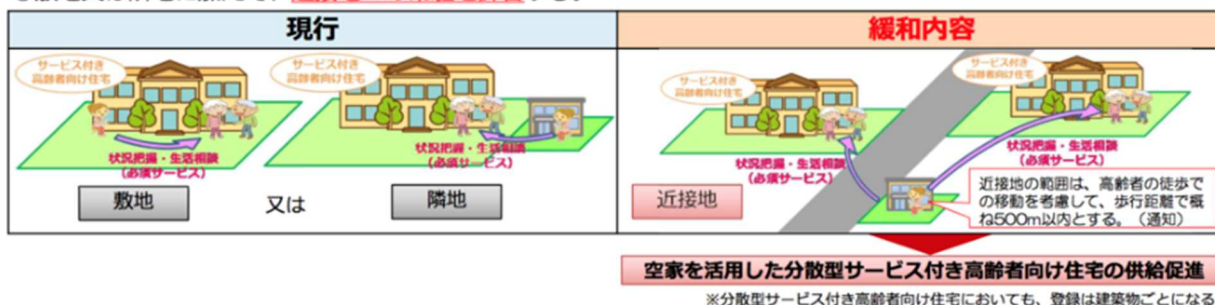 現行
緩和内容
サービス付き
高齢者向け住宅
状況把握・生活相談
(必須サービス)
敷地
又は
サービス付き
高齢者向け住宅
状況把握・生活相談
(必須サービス)
隣地
サービス付き
高齢者向け住宅
状況把握・生活相談
(必須サービス)
サービス付き
高齢者向け住宅
状況把握・生活相談
(必須サービス)
近接地
近接地の範囲は、高齢者の徒歩で
の移動を考慮して、歩行距離で概
ね500m以内とする。(通知)
空家を活用した分散型サービス付き高齢者向け住宅の供給促進
※分散型サービス付き高齢者向け住宅においても、登録は建築物ごとになる